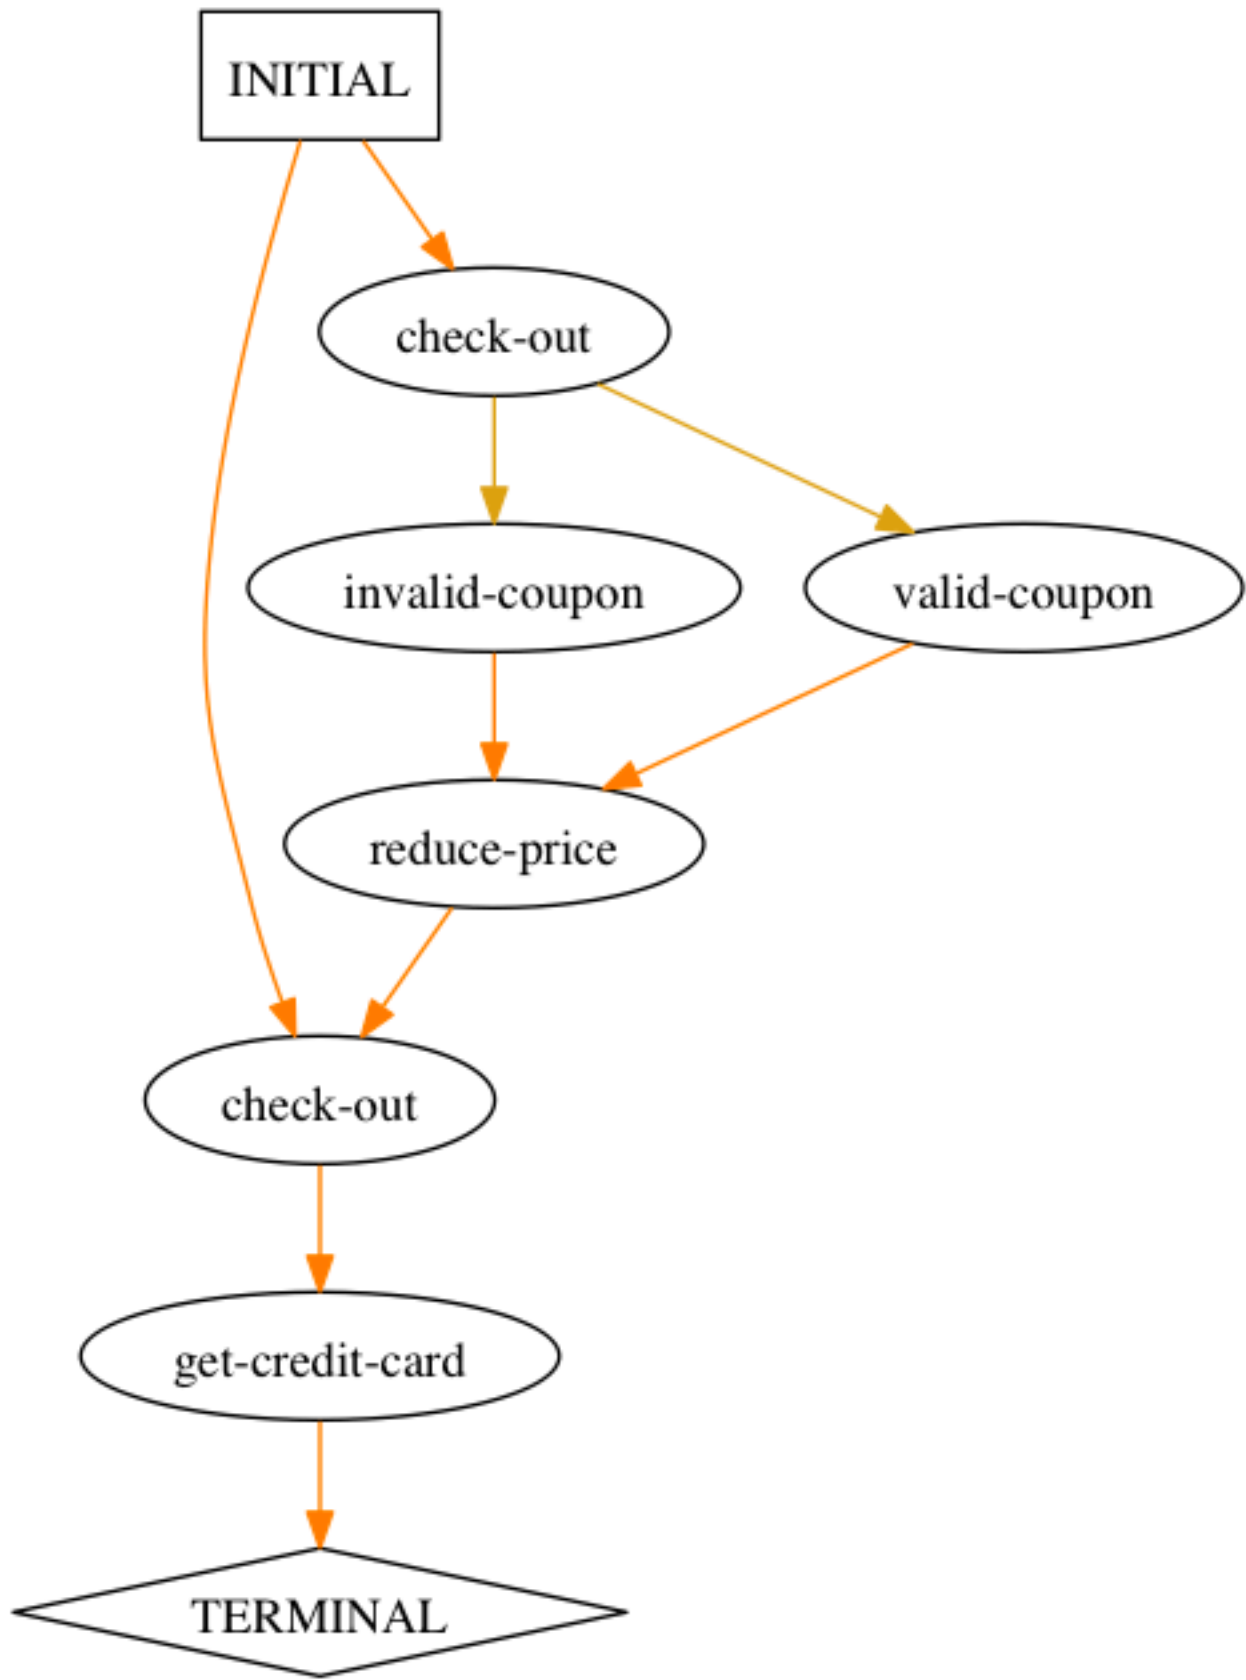 INITIAL
check-out
invalid-coupon
valid-coupon
reduce-price
check-out
get-credit-card
TERMINAL